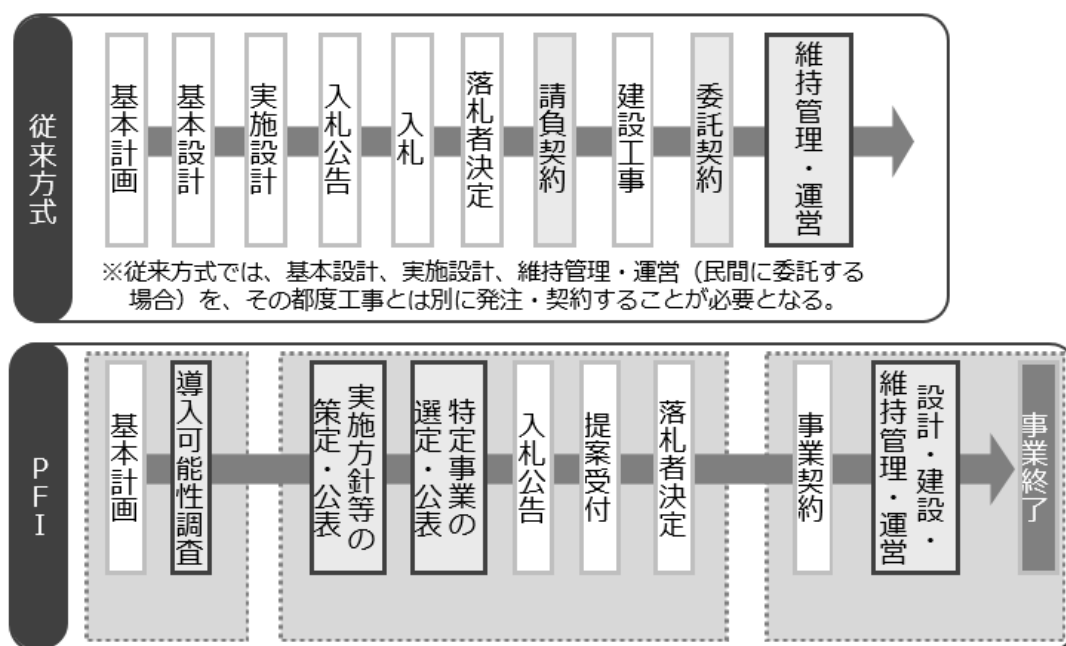 従来方式
基本計画
基本設計
実施設計
入札公告
入札
落札者決定
請負契約
建設工事
委託契約
維持管理・運営
※従来方式では、基本設計、実施設計、維持管理・運営（民間に委託する
場合）を、その都度工事とは別に発注・契約することが必要となる。
PFI
基本計画
導入可能性調査
実施方針等の
策定・公表
特定事業の
選定・公表
入札公告
提案受付
落札者決定
事業契約
設計・建設・
維持管理・運営
事業終了